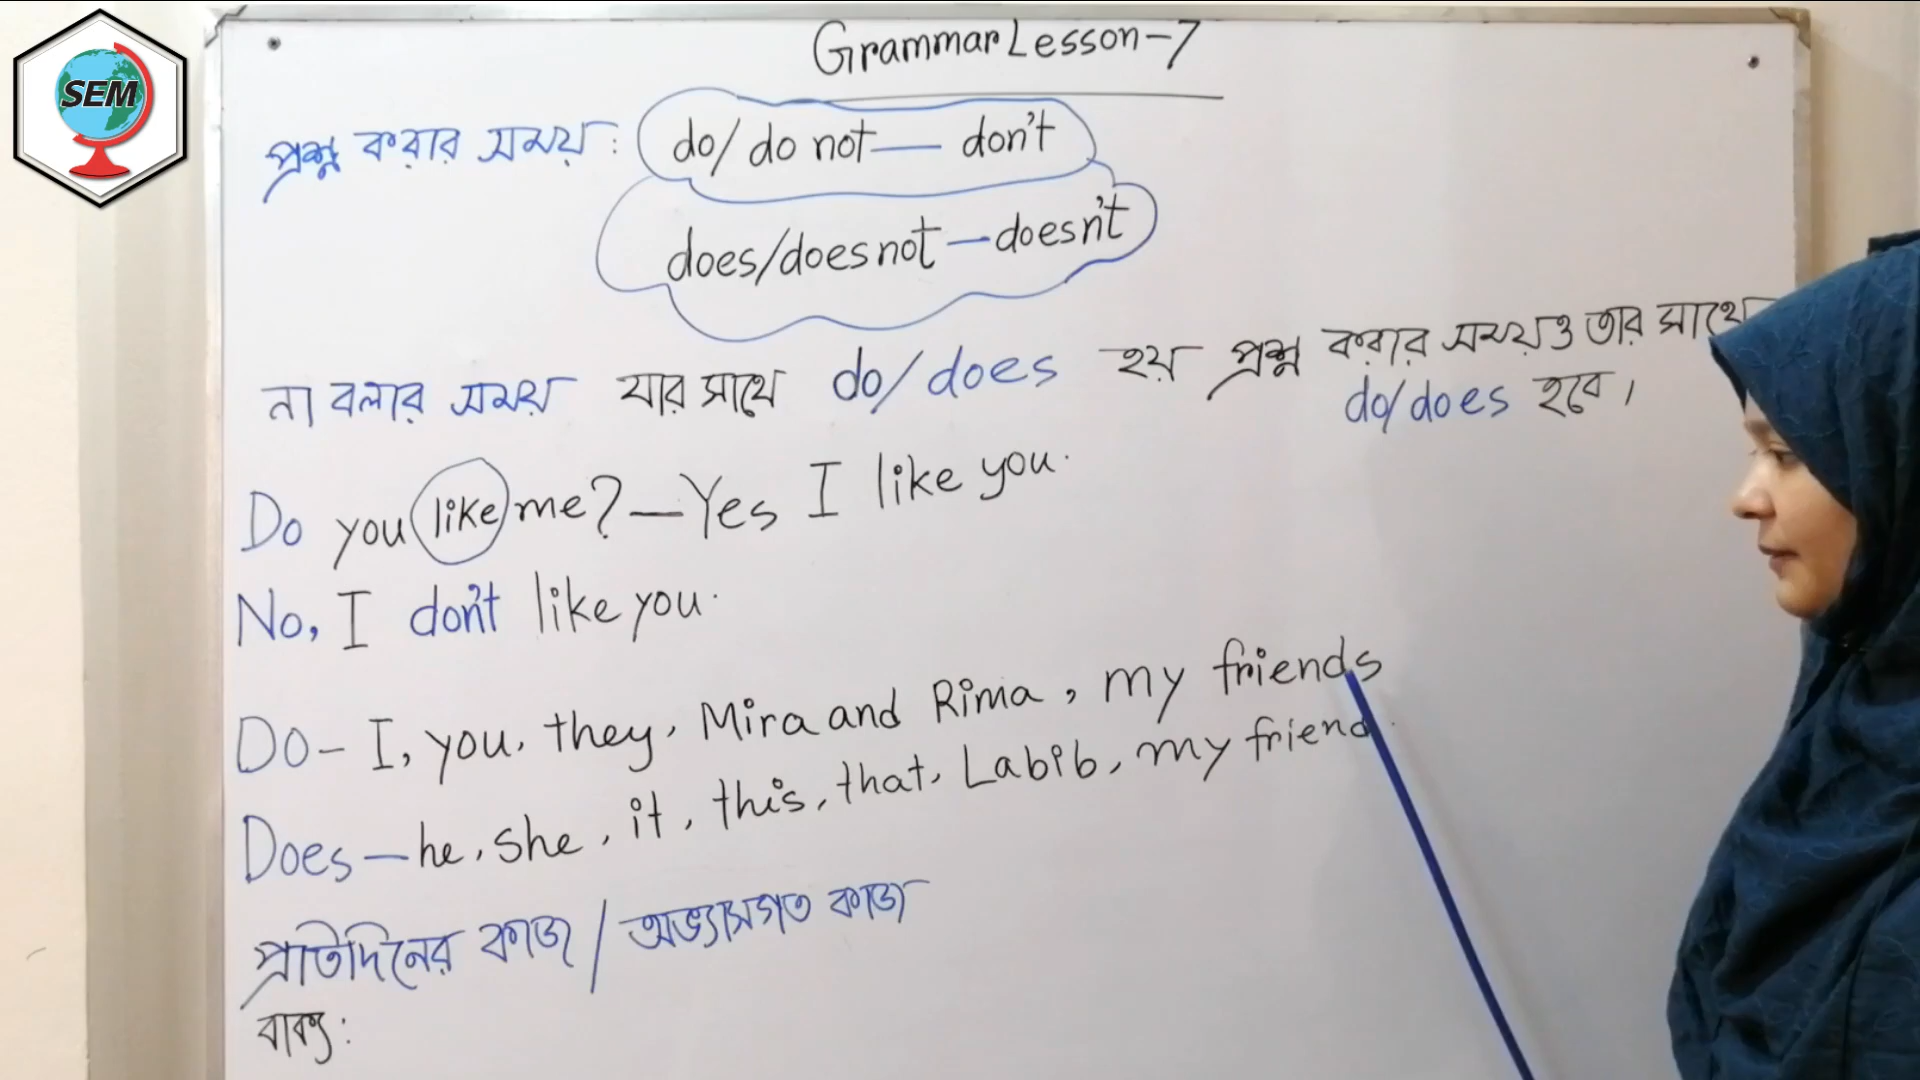 SEM
Grammar Lesson-7
প্রশ্ন করার সময় : do/ do not — don't
does/does not — doesn't
না বলার সময় যার সাথে do/does হয় প্রশ্ন করার সময়ও তার সাথে
do/does হবে।
Do you like me? — Yes I like you.
No, I don't like you.
Do - I, you, they, Mira and Rima, my friends
Does — he, she, it, this, that, Labib, my friend.
প্রতিদিনের কাজ / অভ্যাসগত কাজ
বাক্য :